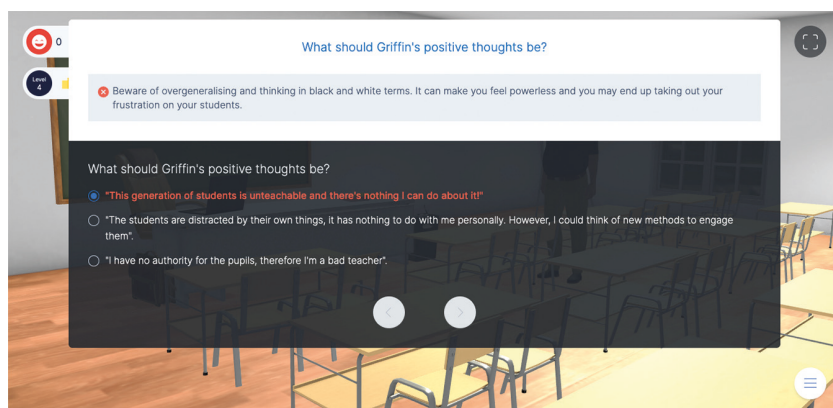 0
What should Griffin's positive thoughts be?
Level
4
Beware of overgeneralising and thinking in black and white terms. It can make you feel powerless and you may end up taking out your
frustration on your students.
What should Griffin's positive thoughts be?
"This generation of students is unteachable and there's nothing I can do about it!"
"The students are distracted by their own things, it has nothing to do with me personally. However, I could think of new methods to engage
them".
"I have no authority for the pupils, therefore I'm a bad teacher".